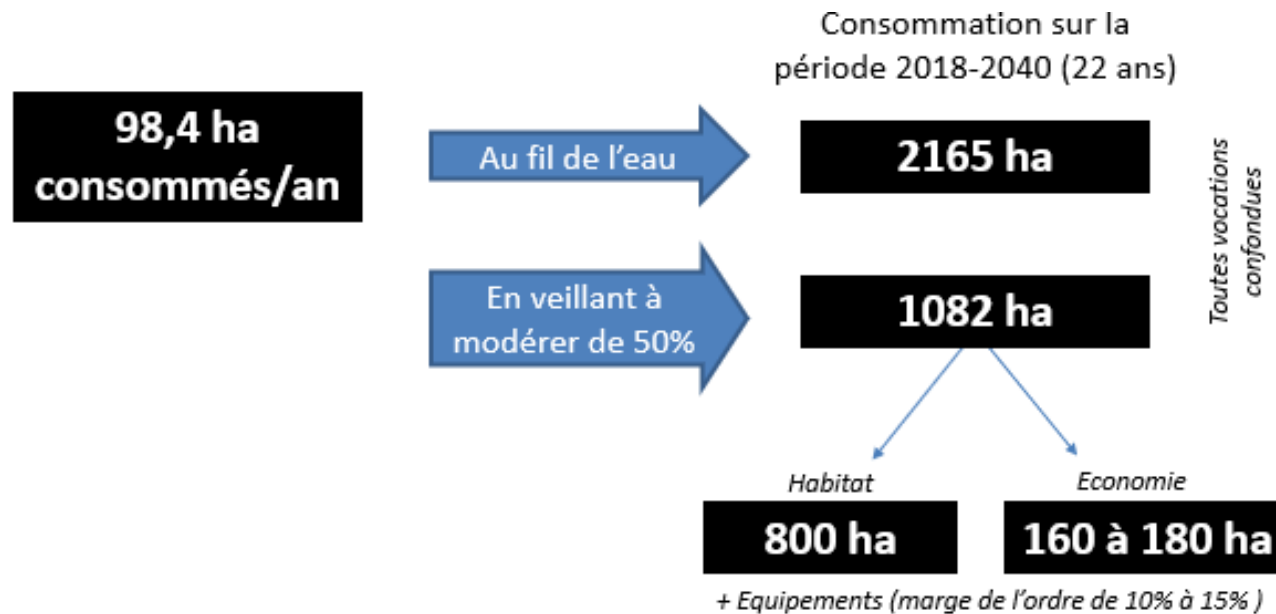 Consommation sur la
période 2018-2040 (22 ans)
98,4 ha
consommés/an
Au fil de l'eau
2165 ha
Toutes vocations
confondues
En veillant à
modérer de 50%
1082 ha
Habitat
Economie
800 ha
160 à 180 ha
+ Equipements (marge de l'ordre de 10% à 15% )